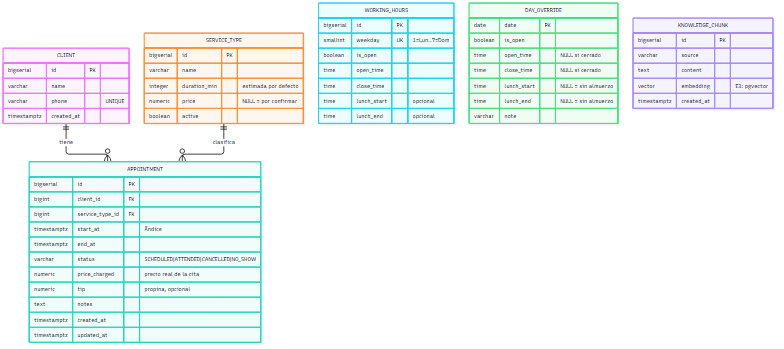 CLIENT
bigserial id PK
varchar name
varchar phone UNIQUE
timestamptz created_at
SERVICE_TYPE
bigserial id PK
varchar name
integer duration_min estimada por defecto
numeric price NULL = por confirmar
boolean active
WORKING_HOURS
bigserial id PK
smallint weekday UK 1=Lun..7=Dom
boolean is_open
time open_time
time close_time
time lunch_start opcional
time lunch_end opcional
DAY_OVERRIDE
date date PK
boolean is_open
time open_time NULL si cerrado
time close_time NULL si cerrado
time lunch_start NULL = sin almuerzo
time lunch_end NULL = sin almuerzo
varchar note
KNOWLEDGE_CHUNK
bigserial id PK
varchar source
text content
vector embedding E3: pgvector
timestamptz created_at
tiene
clasifica
APPOINTMENT
bigserial id PK
bigint client_id FK
bigint service_type_id FK
timestamptz start_at Índice
timestamptz end_at
varchar status SCHEDULED|ATTENDED|CANCELLED|NO_SHOW
numeric price_charged precio real de la cita
numeric tip propina, opcional
text notes
timestamptz created_at
timestamptz updated_at